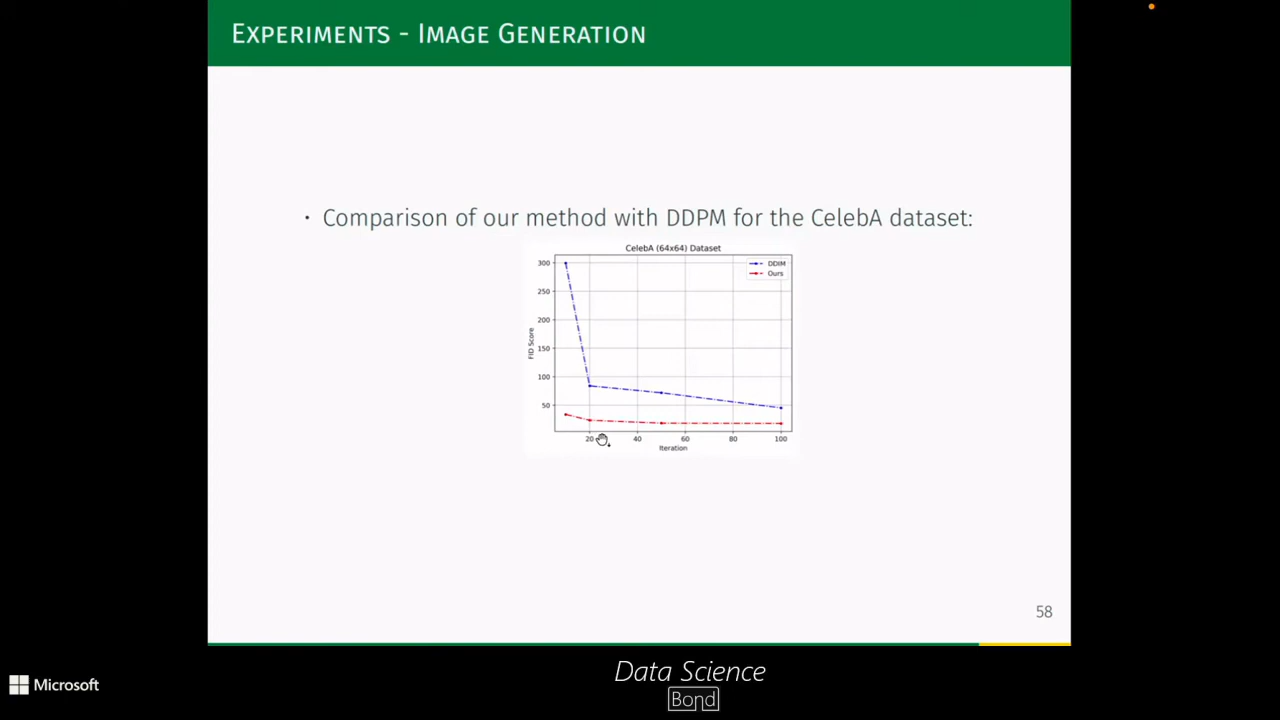 EXPERIMENTS - IMAGE GENERATION
• Comparison of our method with DDPM for the CelebA dataset:
CelebA (64x64) Dataset
DDIM
Ours
300
250
200
150
100
50
FID Score
20 40 60 80 100
Iteration
58
Microsoft
Data Science
Bond